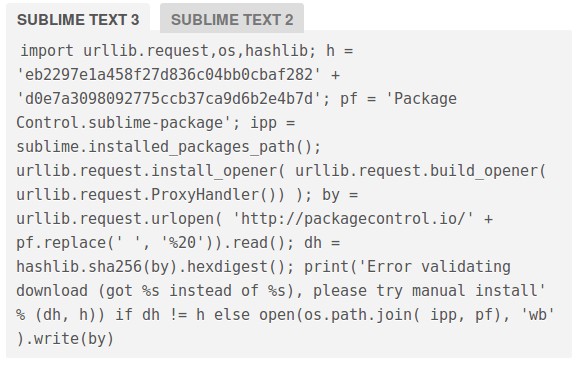 SUBLIME TEXT 3 SUBLIME TEXT 2
import urllib.request,os,hashlib; h =
'eb2297e1a458f27d836c04bb0cbaf282' +
'd0e7a3098092775ccb37ca9d6b2e4b7d'; pf = 'Package
Control.sublime-package'; ipp =
sublime.installed_packages_path();
urllib.request.install_opener( urllib.request.build_opener(
urllib.request.ProxyHandler()) ); by =
urllib.request.urlopen( 'http://packagecontrol.io/' +
pf.replace(' ', '%20')).read(); dh =
hashlib.sha256(by).hexdigest(); print('Error validating
download (got %s instead of %s), please try manual install'
% (dh, h)) if dh != h else open(os.path.join( ipp, pf), 'wb'
).write(by)